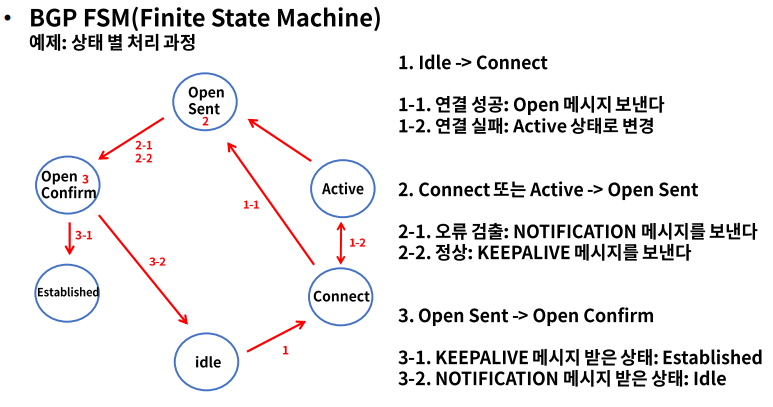 • BGP FSM(Finite State Machine)
예제: 상태 별 처리 과정
1. Idle -> Connect
1-1. 연결 성공: Open 메시지 보낸다
1-2. 연결 실패: Active 상태로 변경
2. Connect 또는 Active -> Open Sent
2-1. 오류 검출: NOTIFICATION 메시지를 보낸다
2-2. 정상: KEEPALIVE 메시지를 보낸다
3. Open Sent -> Open Confirm
3-1. KEEPALIVE 메시지 받은 상태: Established
3-2. NOTIFICATION 메시지 받은 상태: Idle
Open
Sent
2
2-1
2-2
Open 3
Confirm
Active
1-1
3-1
1-2
3-2
Established
Connect
idle
1